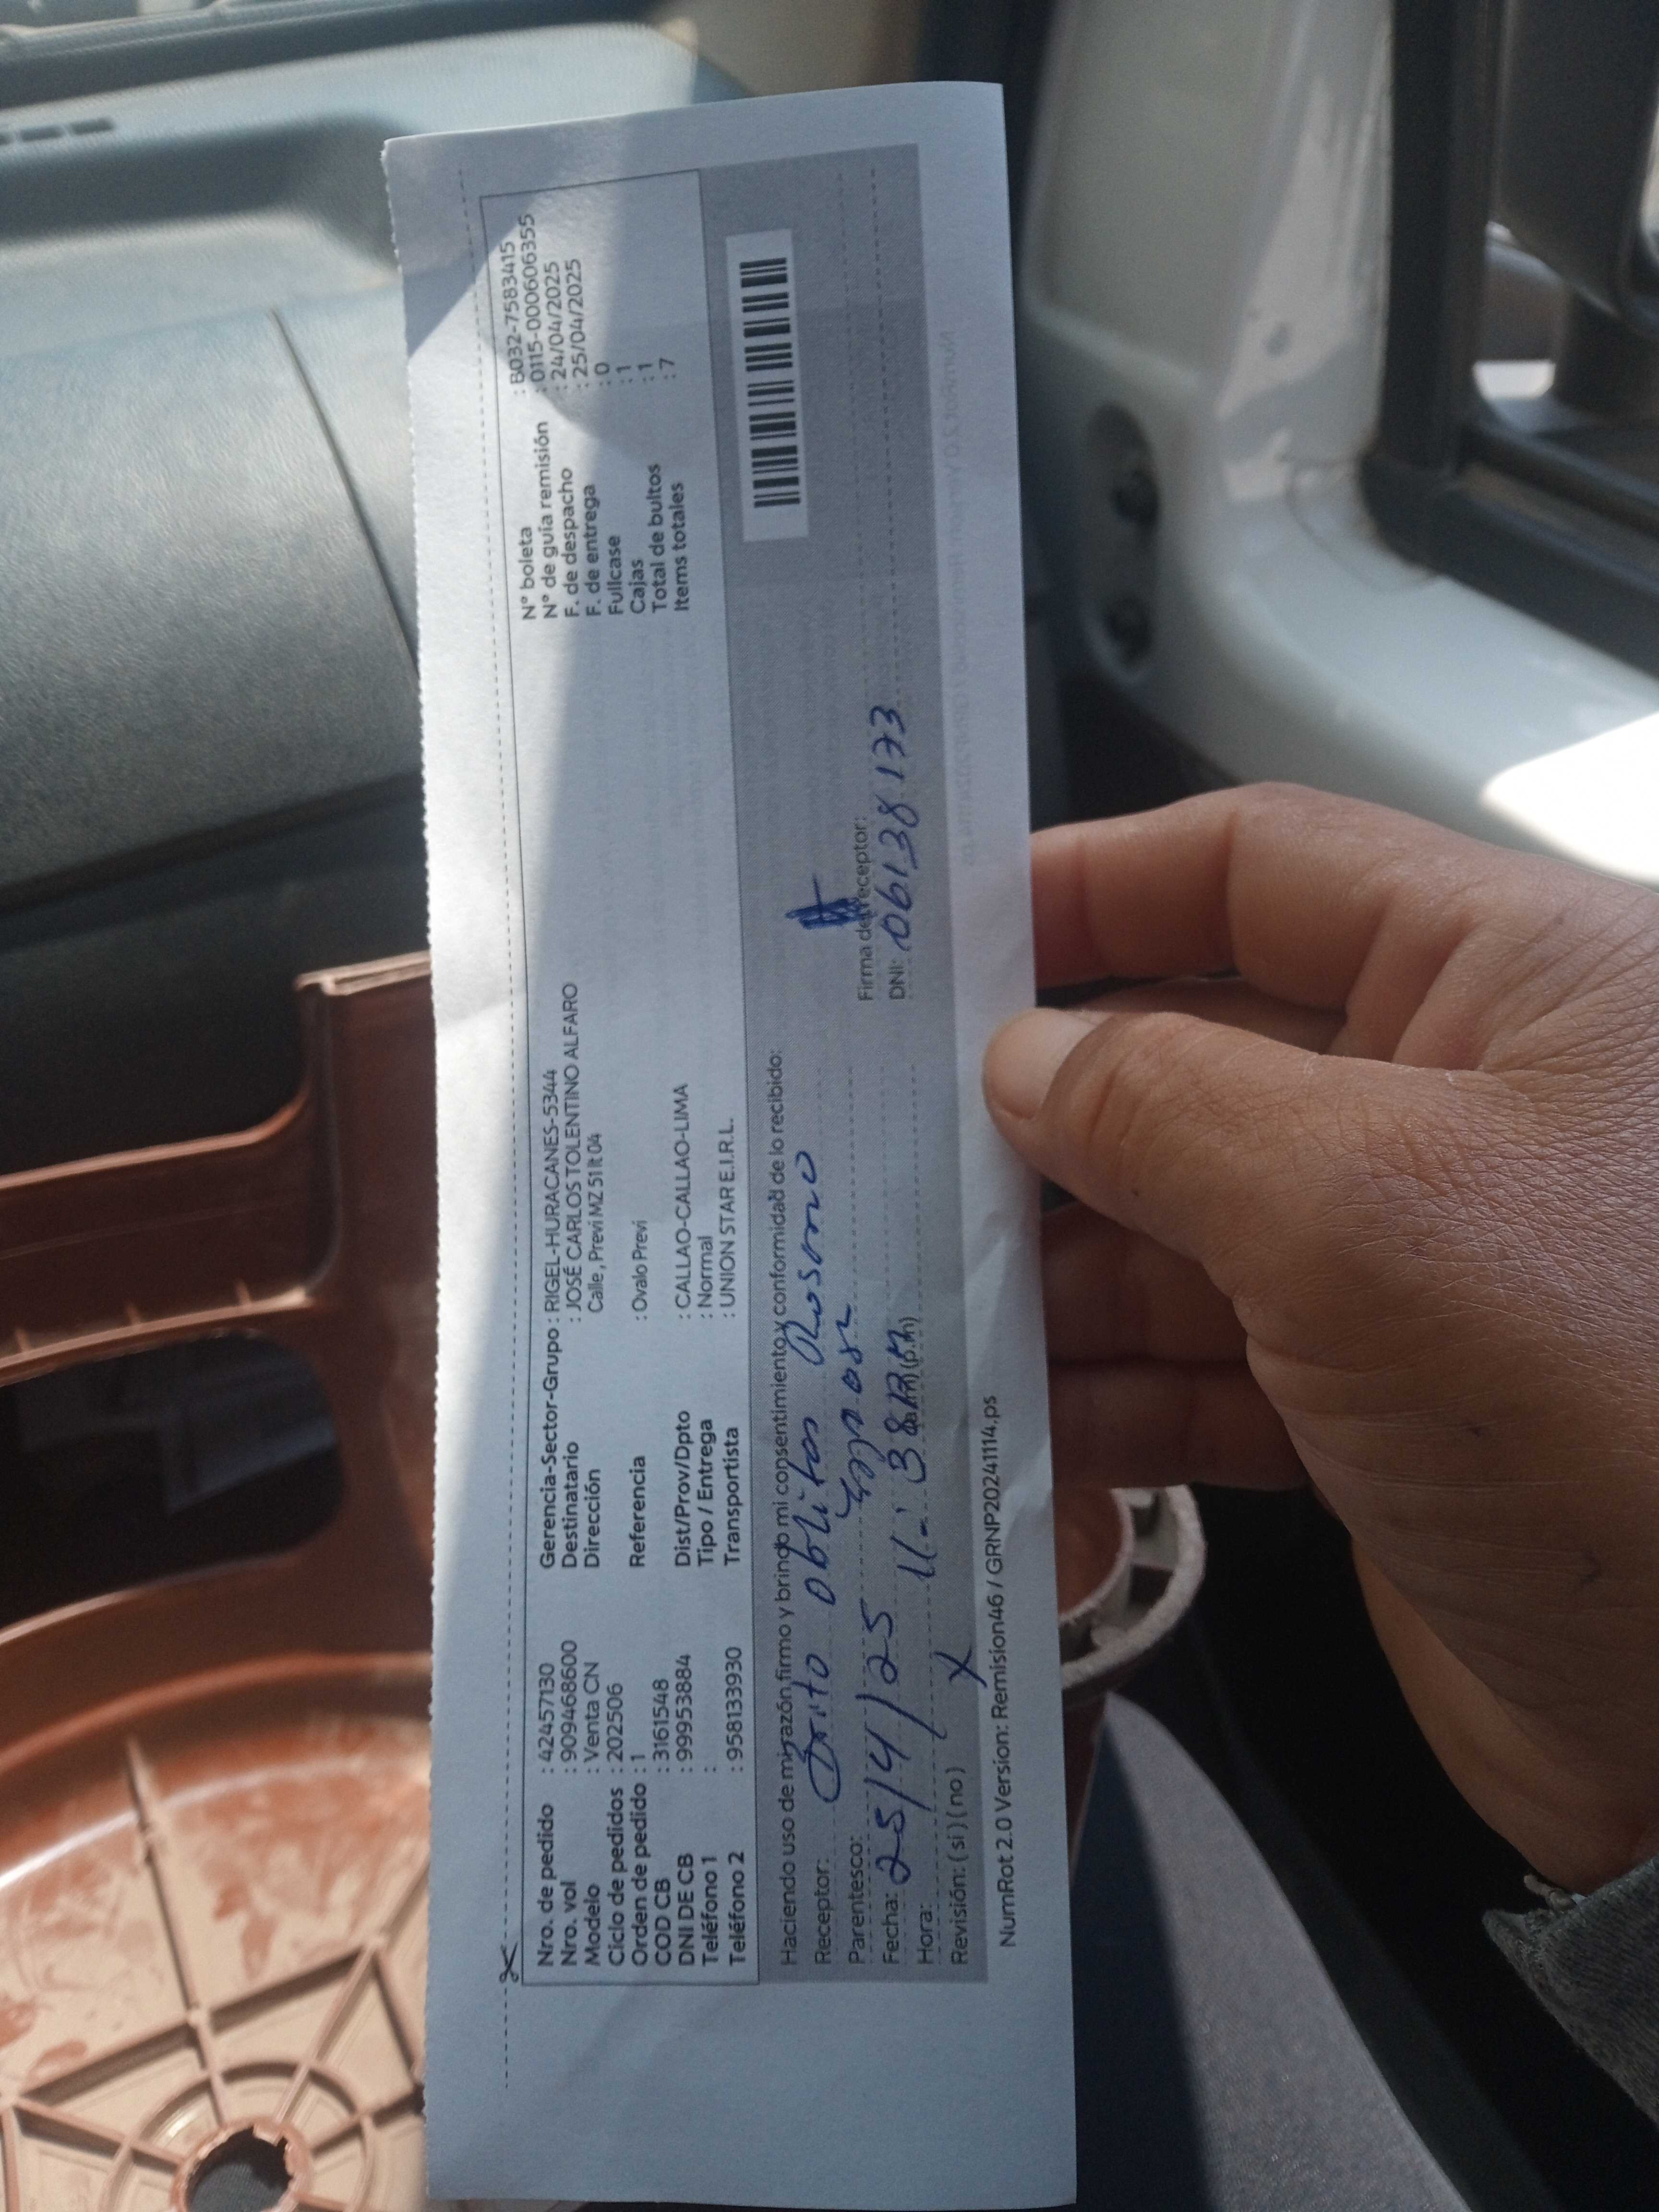 Nro. de pedido : 42457130 Gerencia-Sector-Grupo : RIGEL-HURACANES-5344 N° boleta : B032-7583415
Nro. vol : 9094686600 Destinatario : JOSÉ CARLOS TOLENTINO ALFARO N° de guía remisión : 0115-0006063555
Modelo : Venta CN Dirección Calle , Previ MZ 51 lt 04 F. de despacho : 24/04/2025
Ciclo de pedidos : 202506 F. de entrega : 25/04/2025
Orden de pedido : 1 Referencia : Ovalo Previ Fullcase : 0
COD CB : 3161548 Cajas : 1
DNI DE CB : 99953884 Dist/Prov/Dpto : CALLAO-CALLAO-LIMA Total de bultos : 1
Teléfono 1 : Tipo / Entrega : Normal Items totales : 7
Teléfono 2 : 958133930 Transportista : UNION STAR E.I.R.L.
Haciendo uso de mi razón, firmo y brindo mi consentimiento y conformidad de lo recibido:
Receptor:
Parentesco: Firma del receptor:
Fecha: 25/4/25 DNI: 06138173
Hora: 11:38 (a.m) (p.m)
Revisión: ( si ) ( no ) X
NumRot 2.0 Version: Remision46 / GRNP20241114.ps